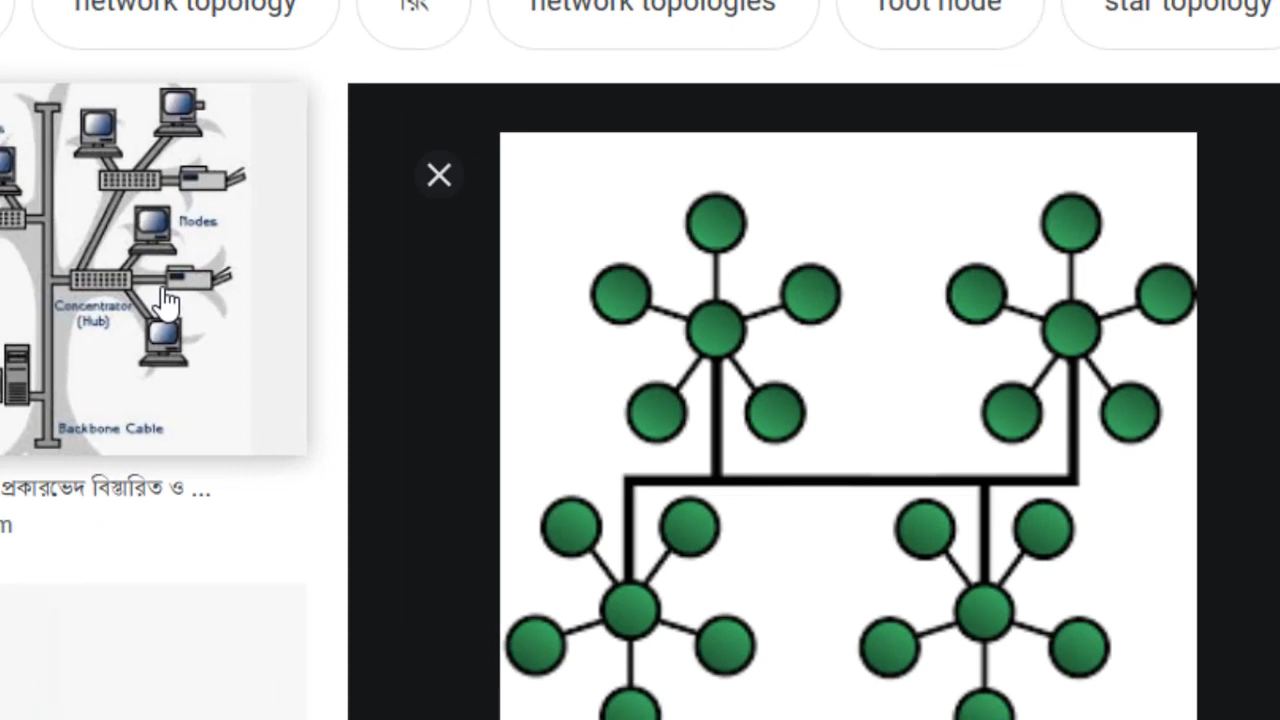 network topology
রিং
network topologies
root node
star topology
Nodes
Concentrator
(Hub)
Backbone Cable
প্রকারভেদ বিস্তারিত ও ...
m